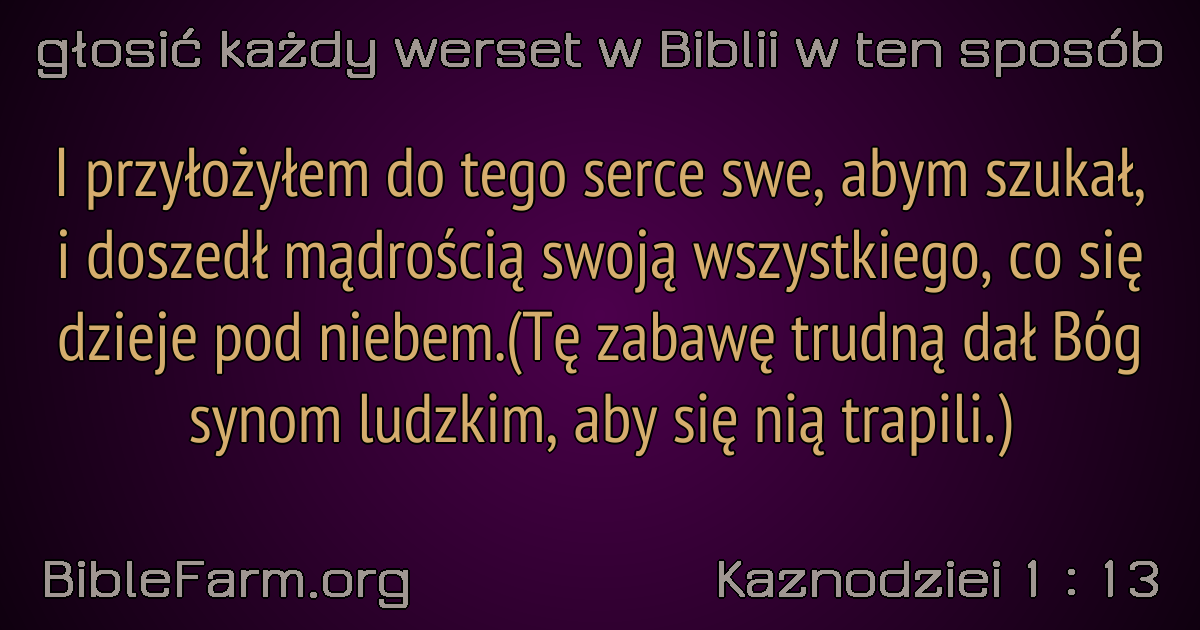 głosić każdy werset w Biblii w ten sposób
I przyłożyłem do tego serce swe, abym szukał,
i doszedł mądrością swoją wszystkiego, co się
dzieje pod niebem.(Tę zabawę trudną dał Bóg
synom ludzkim, aby się nią trapili.)
BibleFarm.org
Kaznodziei 1 : 13